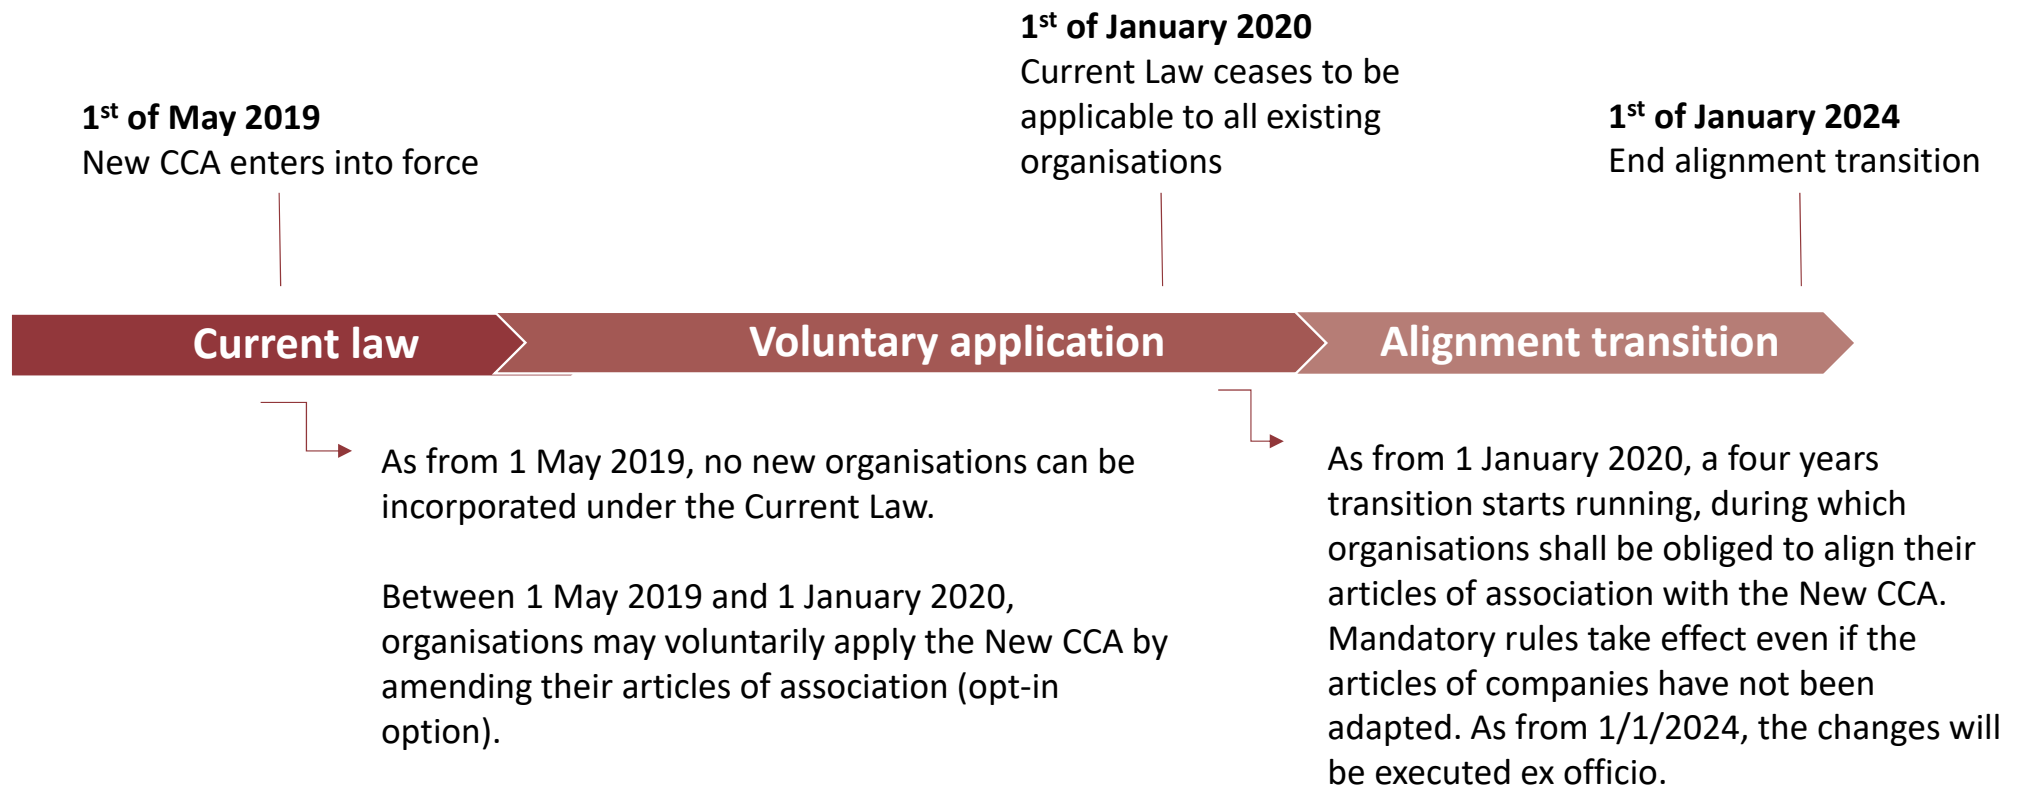 1st of May 2019
New CCA enters into force
1st of January 2020
Current Law ceases to be
applicable to all existing
organisations
1st of January 2024
End alignment transition
Current law
Voluntary application
Alignment transition
As from 1 May 2019, no new organisations can be
incorporated under the Current Law.
Between 1 May 2019 and 1 January 2020,
organisations may voluntarily apply the New CCA by
amending their articles of association (opt-in
option).
As from 1 January 2020, a four years
transition starts running, during which
organisations shall be obliged to align their
articles of association with the New CCA.
Mandatory rules take effect even if the
articles of companies have not been
adapted. As from 1/1/2024, the changes will
be executed ex officio.